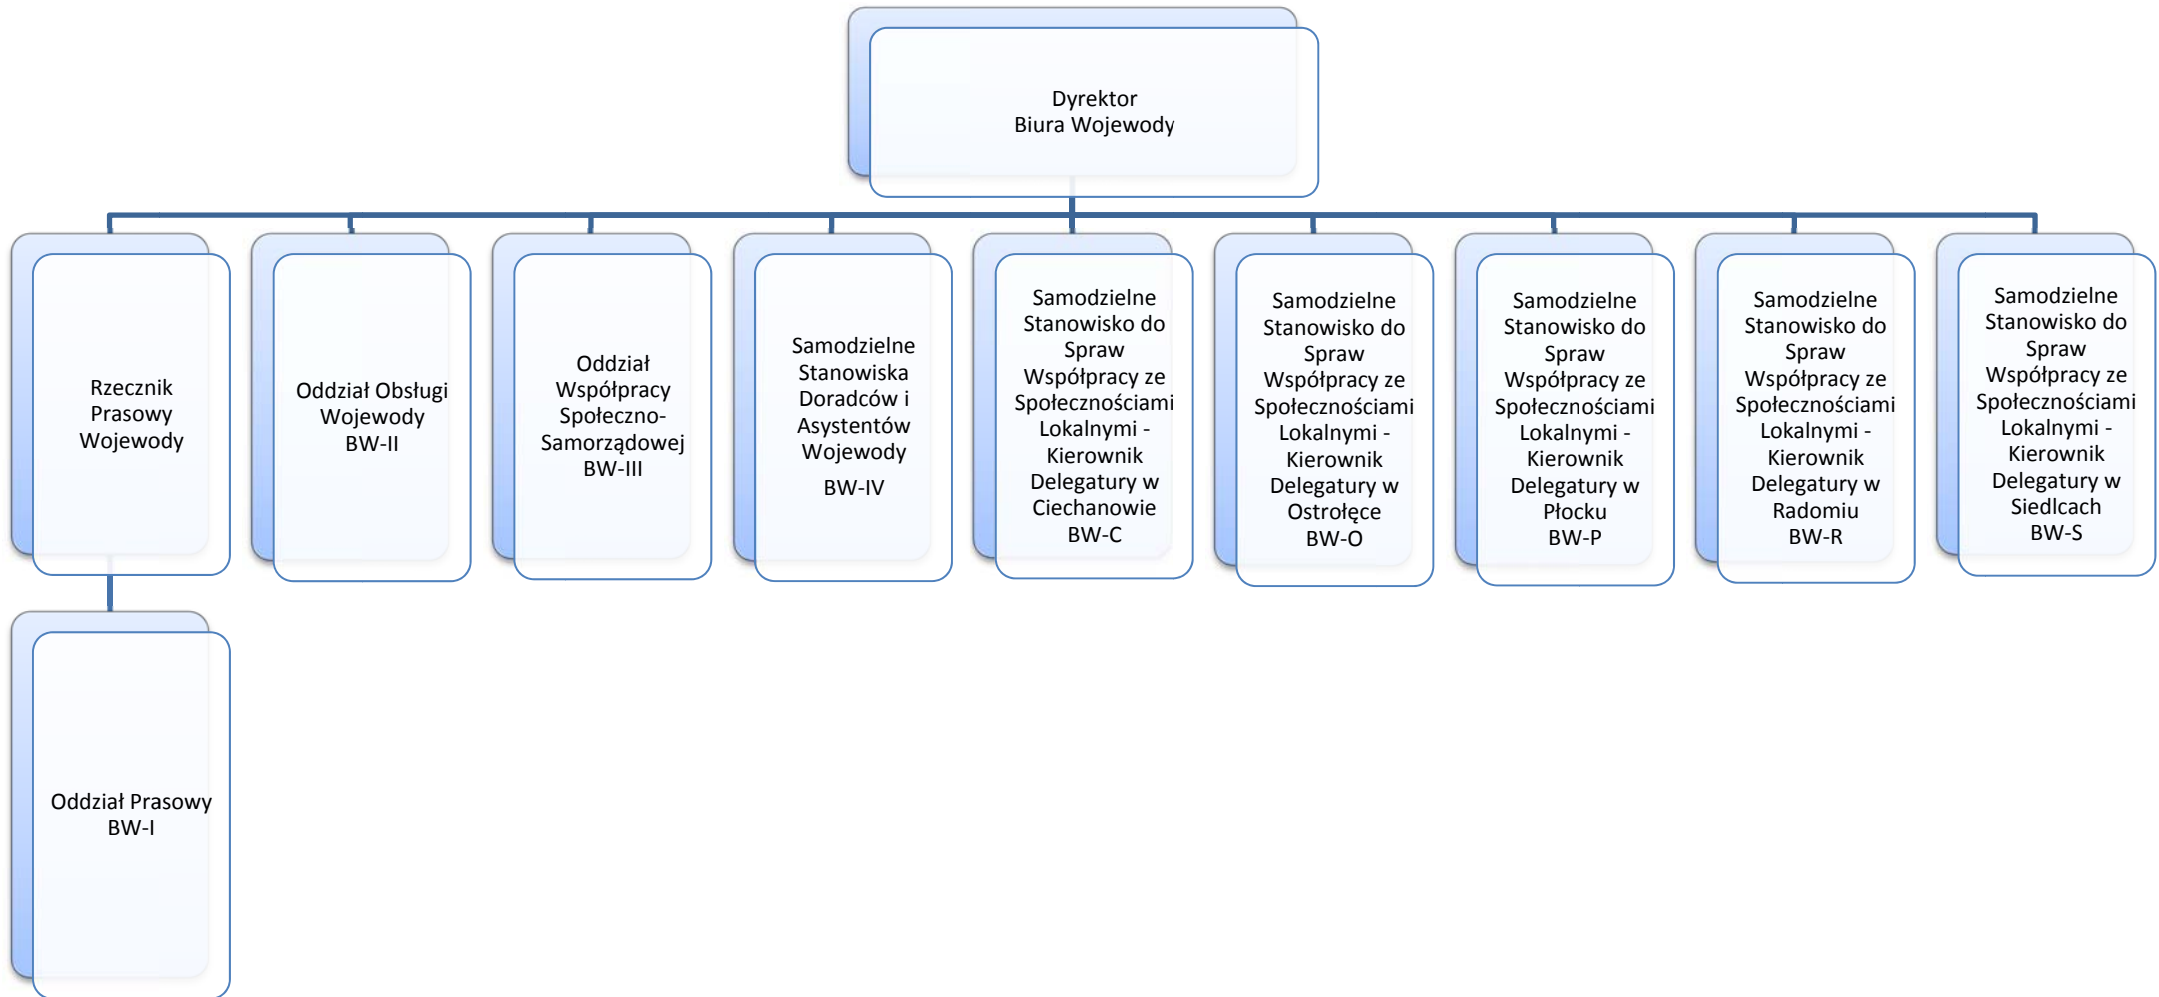 Dyrektor
Biura Wojewody
Rzecznik
Prasowy
Wojewody
Oddział Obsługi
Wojewody
BW-II
Oddział
Współpracy
Społeczno-
Samorządowej
BW-III
Samodzielne
Stanowiska
Doradców i
Asystentów
Wojewody
BW-IV
Samodzielne
Stanowisko do
Spraw
Współpracy ze
Społecznościami
Lokalnymi -
Kierownik
Delegatury w
Ciechanowie
BW-C
Samodzielne
Stanowisko do
Spraw
Współpracy ze
Społecznościami
Lokalnymi -
Kierownik
Delegatury w
Ostrołęce
BW-O
Samodzielne
Stanowisko do
Spraw
Współpracy ze
Społecznościami
Lokalnymi -
Kierownik
Delegatury w
Płocku
BW-P
Samodzielne
Stanowisko do
Spraw
Współpracy ze
Społecznościami
Lokalnymi -
Kierownik
Delegatury w
Radomiu
BW-R
Samodzielne
Stanowisko do
Spraw
Współpracy ze
Społecznościami
Lokalnymi -
Kierownik
Delegatury w
Siedlcach
BW-S
Oddział Prasowy
BW-I